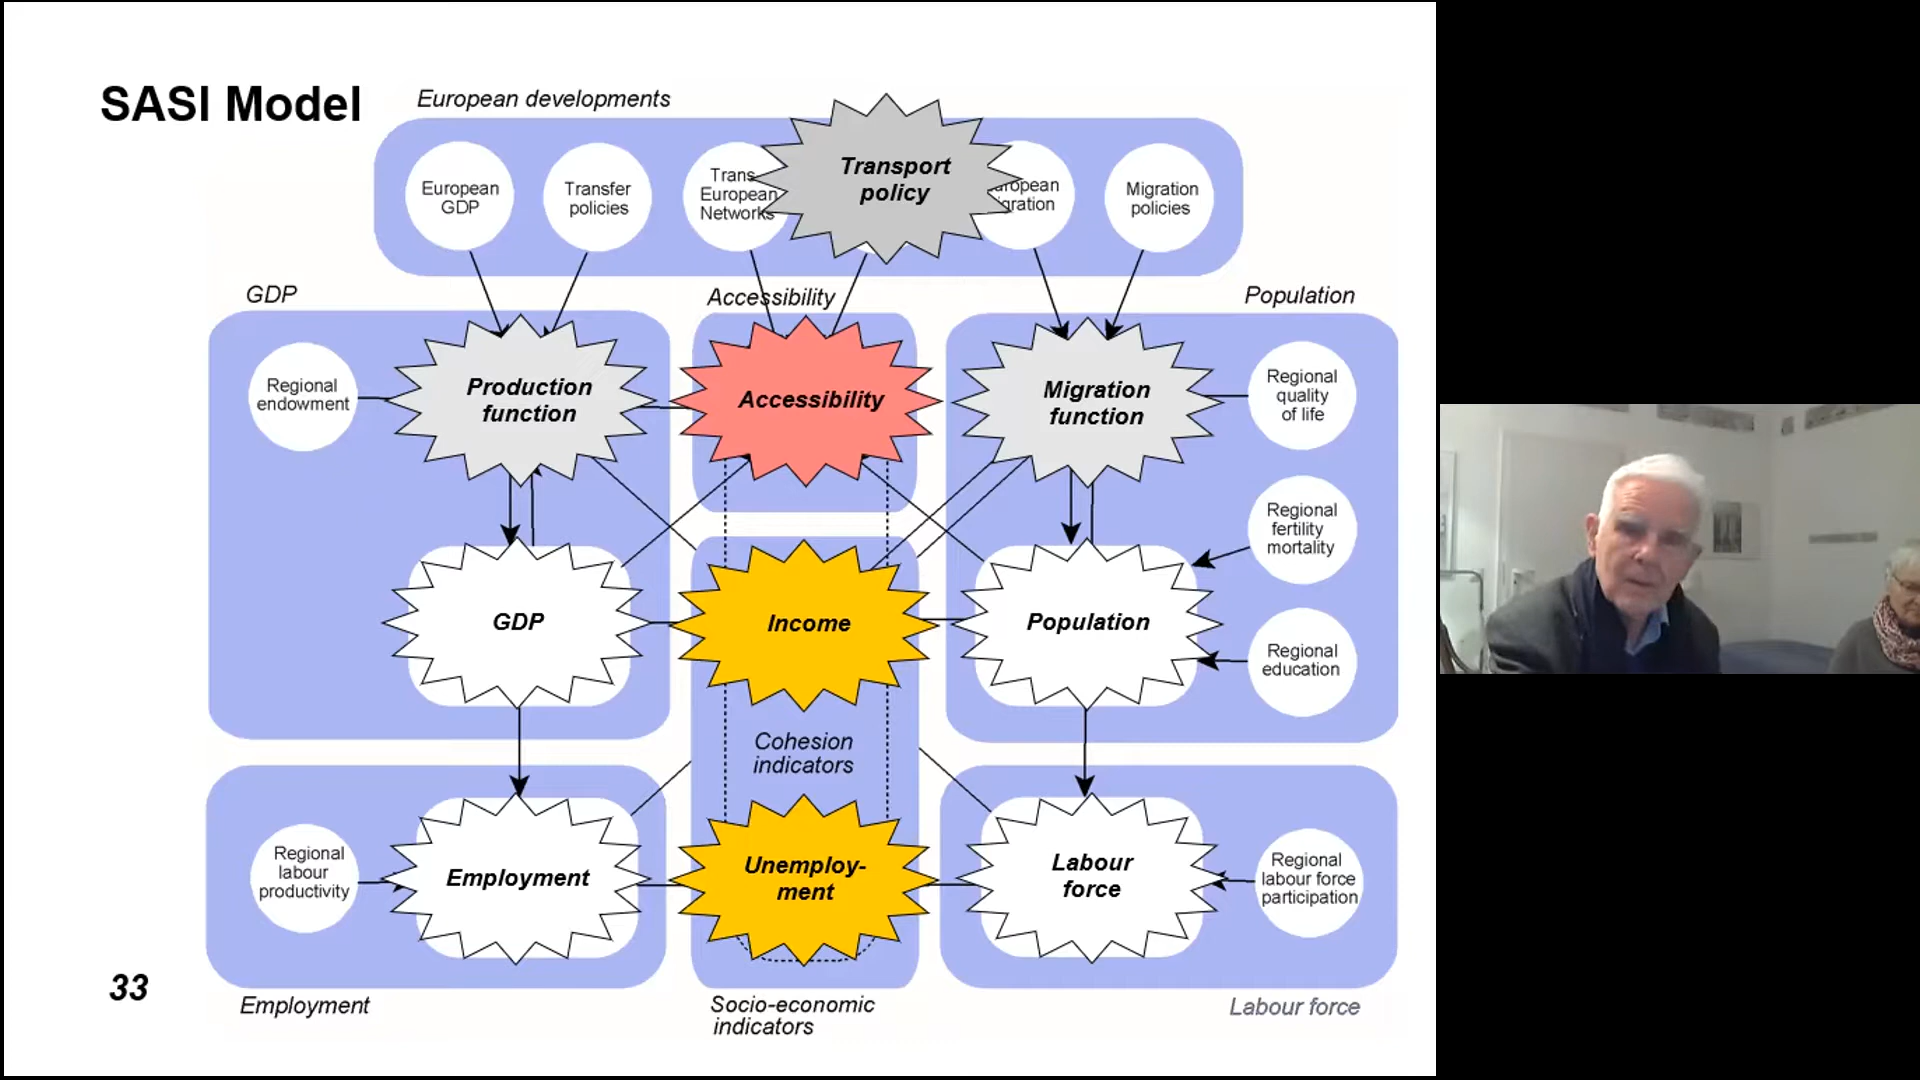 SASI Model
European developments
European
GDP
Transfer
policies
Trans
European
Networks
Transport
policy
Migration
policies
GDP
Accessibility
Population
Regional
endowment
Production
function
Accessibility
Migration
function
Regional
quality
of life
Regional
fertility
mortality
GDP
Income
Population
Regional
education
Cohesion
indicators
Regional
labour
productivity
Employment
Unemploy-
ment
Labour
force
Regional
labour force
participation
33
Employment
Socio-economic
indicators
Labour force